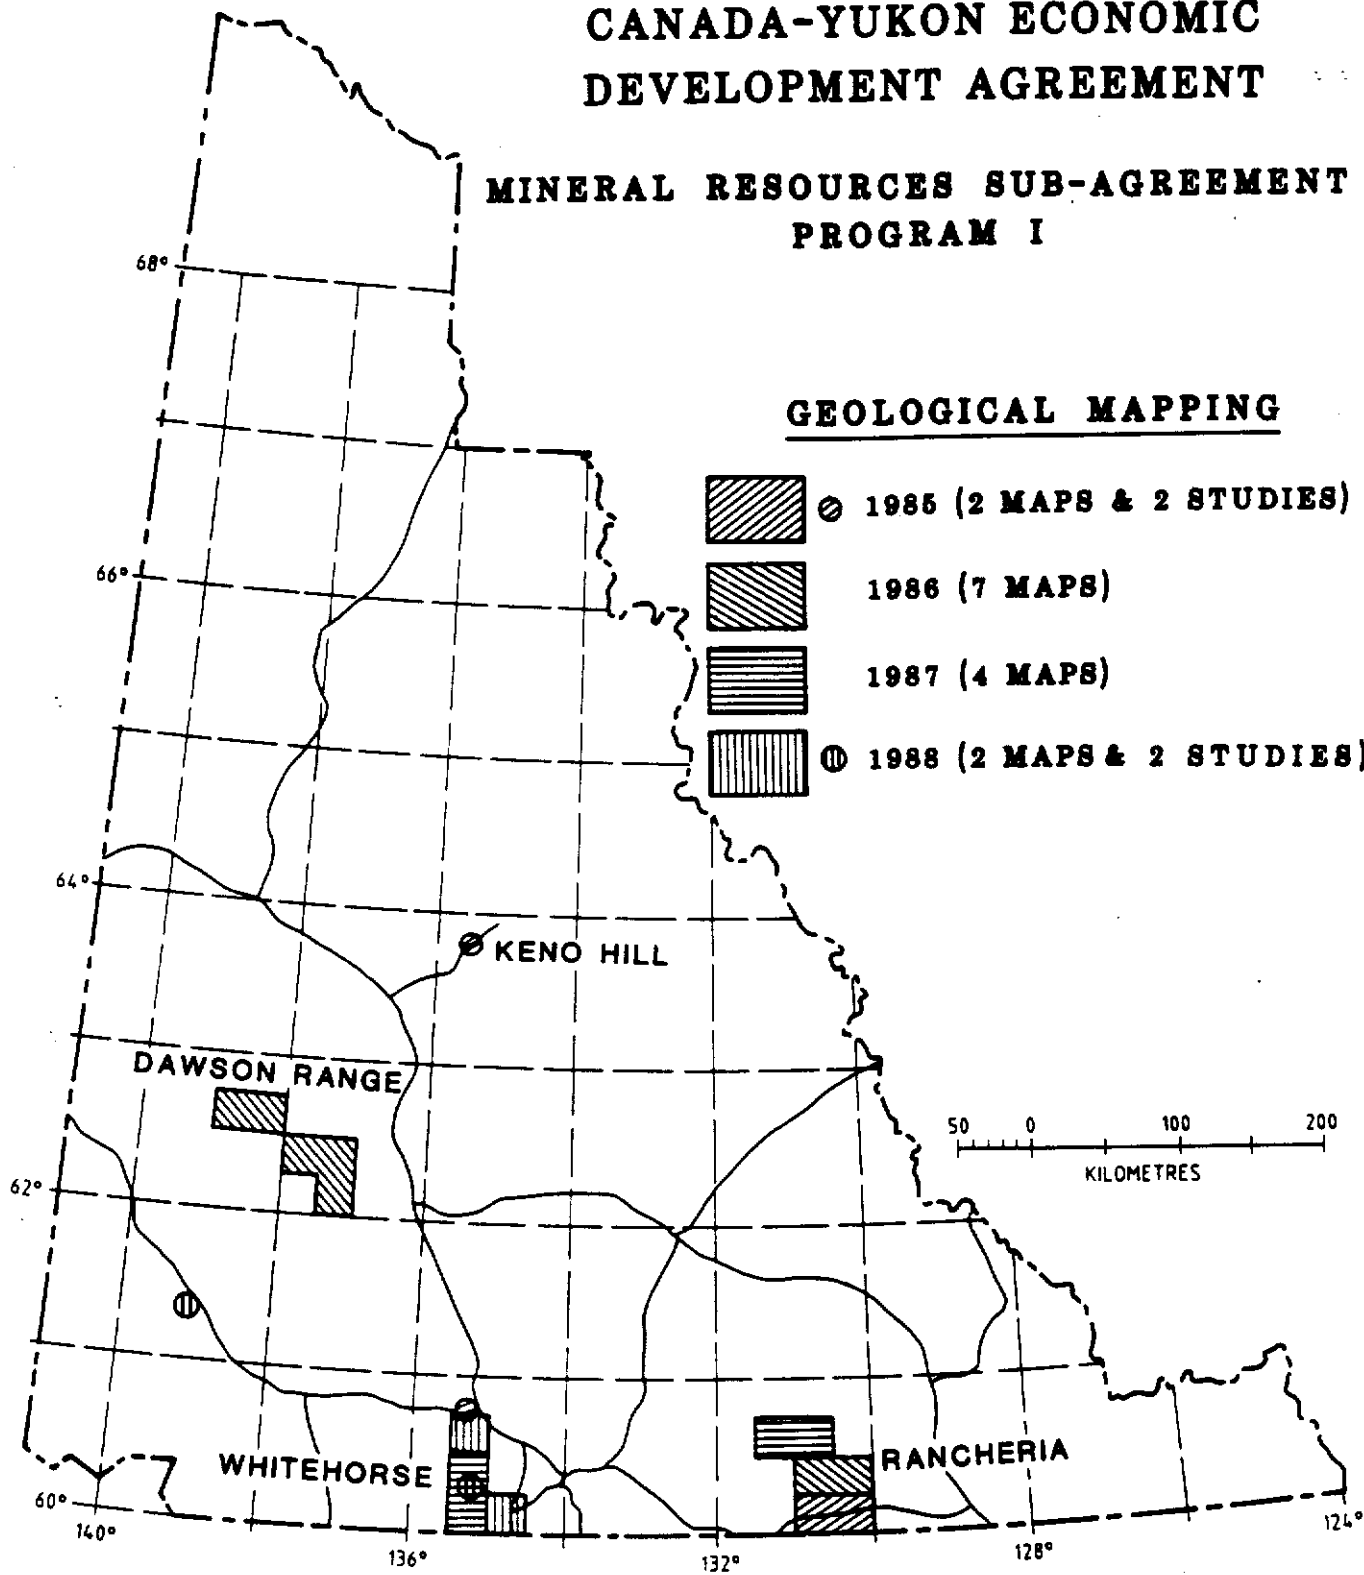 CANADA-YUKON ECONOMIC
DEVELOPMENT AGREEMENT
MINERAL RESOURCES SUB-AGREEMENT
PROGRAM I
68°
GEOLOGICAL MAPPING
1985 (2 MAPS & 2 STUDIES)
66°
1986 (7 MAPS)
1987 (4 MAPS)
1988 (2 MAPS & 2 STUDIES)
64°
KENO HILL
DAWSON RANGE
50 0 100 200
KILOMETRES
62°
WHITEHORSE
RANCHERIA
60°
140°
136°
132°
128°
124°